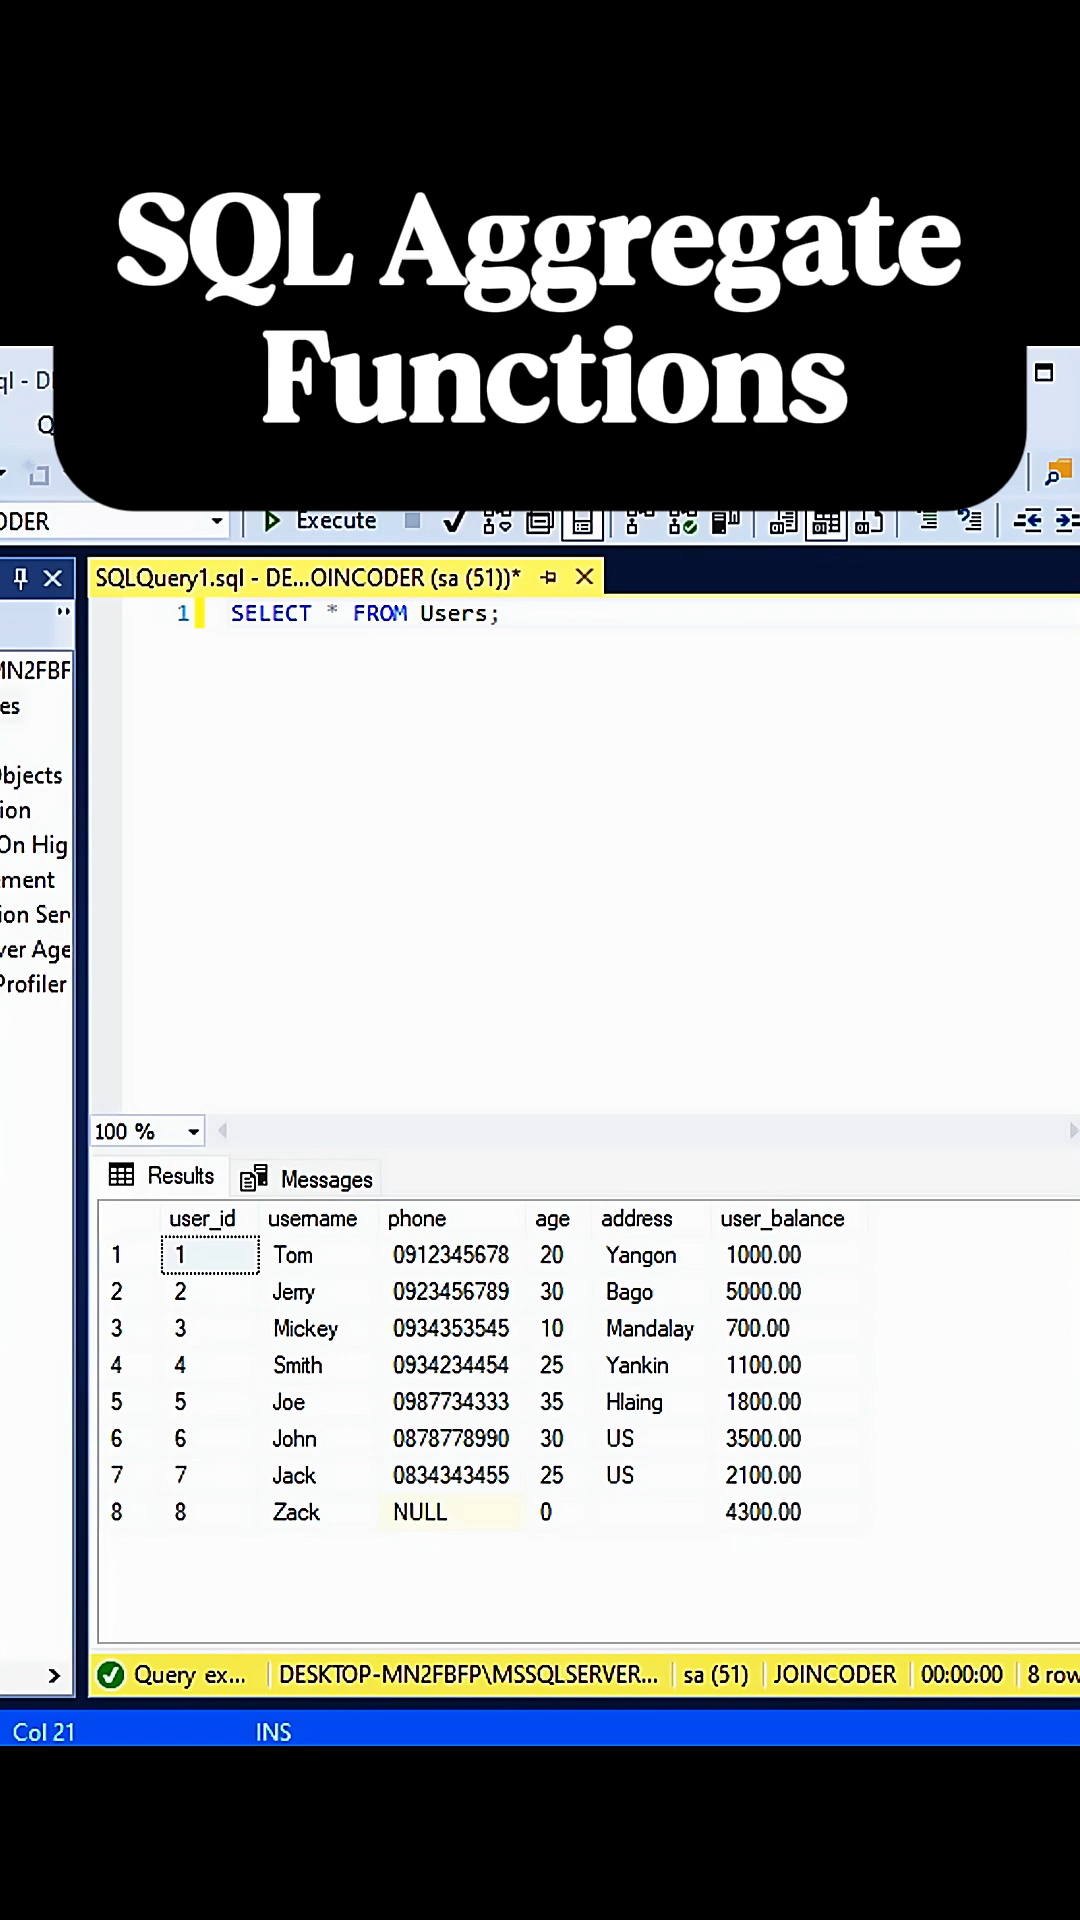 SQL Aggregate
Functions
ql - DE
Q
ODER
Execute
SQLQuery1.sql - DE...OINCODER (sa (51))*
1 SELECT * FROM Users;
MN2FBF
es
bjects
ion
On Hig
ement
ion Ser
ver Age
Profiler
100 %
Results Messages
user_id username phone age address user_balance
1 1 Tom 0912345678 20 Yangon 1000.00
2 2 Jerry 0923456789 30 Bago 5000.00
3 3 Mickey 0934353545 10 Mandalay 700.00
4 4 Smith 0934234454 25 Yankin 1100.00
5 5 Joe 0987734333 35 Hlaing 1800.00
6 6 John 0878778990 30 US 3500.00
7 7 Jack 0834343455 25 US 2100.00
8 8 Zack NULL 0 4300.00
Query ex... DESKTOP-MN2FBFP\MSSQLSERVER... sa (51) JOINCODER 00:00:00 8 row
Col 21 INS